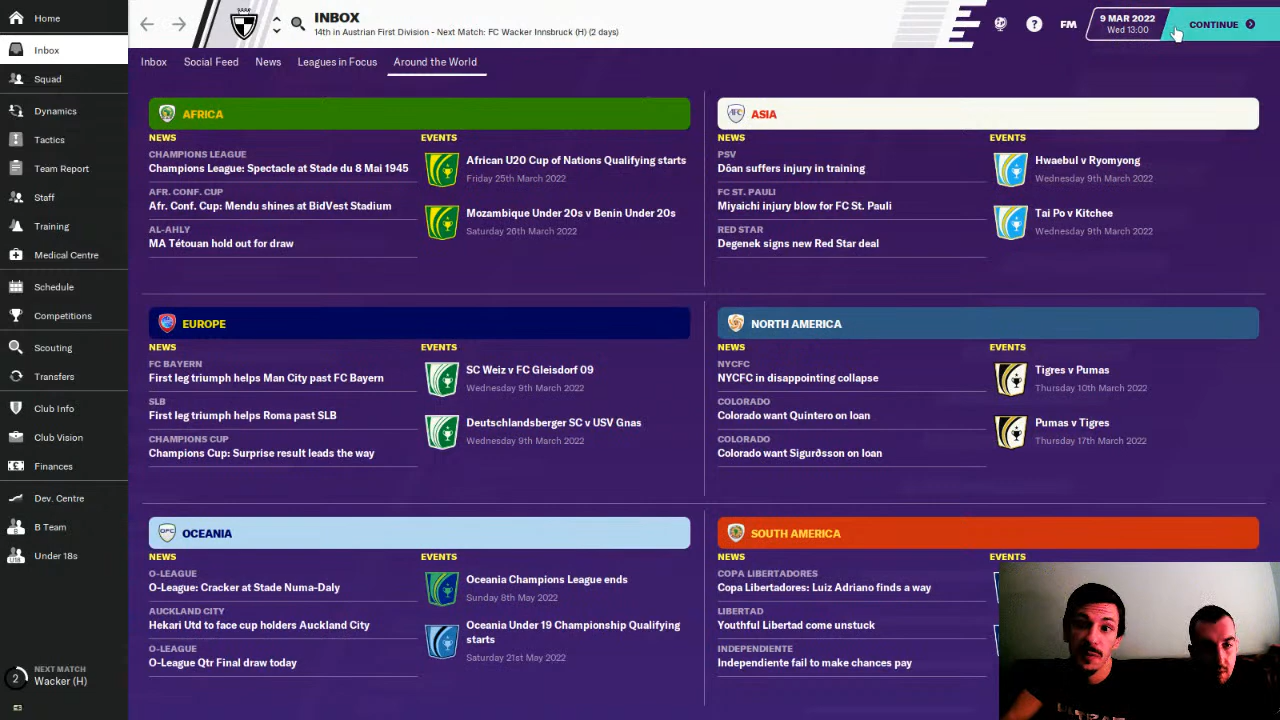 Home
Inbox
Squad
Dynamics
Tactics
Team Report
Staff
Training
Medical Centre
Schedule
Competitions
Scouting
Transfers
Club Info
Club Vision
Finances
Dev. Centre
B Team
Under 18s
2
NEXT MATCH
Wacker (H)
INBOX
14th in Austrian First Division - Next Match: FC Wacker Innsbruck (H) (2 days)
?
FM
9 MAR 2022
Wed 13:00
CONTINUE
Inbox
Social Feed
News
Leagues in Focus
Around the World
AFRICA
NEWS
CHAMPIONS LEAGUE
Champions League: Spectacle at Stade du 8 Mai 1945
AFR. CONF. CUP
Afr. Conf. Cup: Mendu shines at BidVest Stadium
AL-AHLY
MA Tétouan hold out for draw
EVENTS
African U20 Cup of Nations Qualifying starts
Friday 25th March 2022
Mozambique Under 20s v Benin Under 20s
Saturday 26th March 2022
ASIA
NEWS
PSV
Dōan suffers injury in training
FC ST. PAULI
Miyaichi injury blow for FC St. Pauli
RED STAR
Degenek signs new Red Star deal
EVENTS
Hwaebul v Ryomyong
Wednesday 9th March 2022
Tai Po v Kitchee
Wednesday 9th March 2022
EUROPE
NEWS
FC BAYERN
First leg triumph helps Man City past FC Bayern
SLB
First leg triumph helps Roma past SLB
CHAMPIONS CUP
Champions Cup: Surprise result leads the way
EVENTS
SC Weiz v FC Gleisdorf 09
Wednesday 9th March 2022
Deutschlandsberger SC v USV Gnas
Wednesday 9th March 2022
NORTH AMERICA
NEWS
NYCFC
NYCFC in disappointing collapse
COLORADO
Colorado want Quintero on loan
COLORADO
Colorado want Sigurðsson on loan
EVENTS
Tigres v Pumas
Thursday 10th March 2022
Pumas v Tigres
Thursday 17th March 2022
OCEANIA
NEWS
O-LEAGUE
O-League: Cracker at Stade Numa-Daly
AUCKLAND CITY
Hekari Utd to face cup holders Auckland City
O-LEAGUE
O-League Qtr Final draw today
EVENTS
Oceania Champions League ends
Sunday 8th May 2022
Oceania Under 19 Championship Qualifying
starts
Saturday 21st May 2022
SOUTH AMERICA
NEWS
COPA LIBERTADORES
Copa Libertadores: Luiz Adriano finds a way
LIBERTAD
Youthful Libertad come unstuck
INDEPENDIENTE
Independiente fail to make chances pay
EVENTS